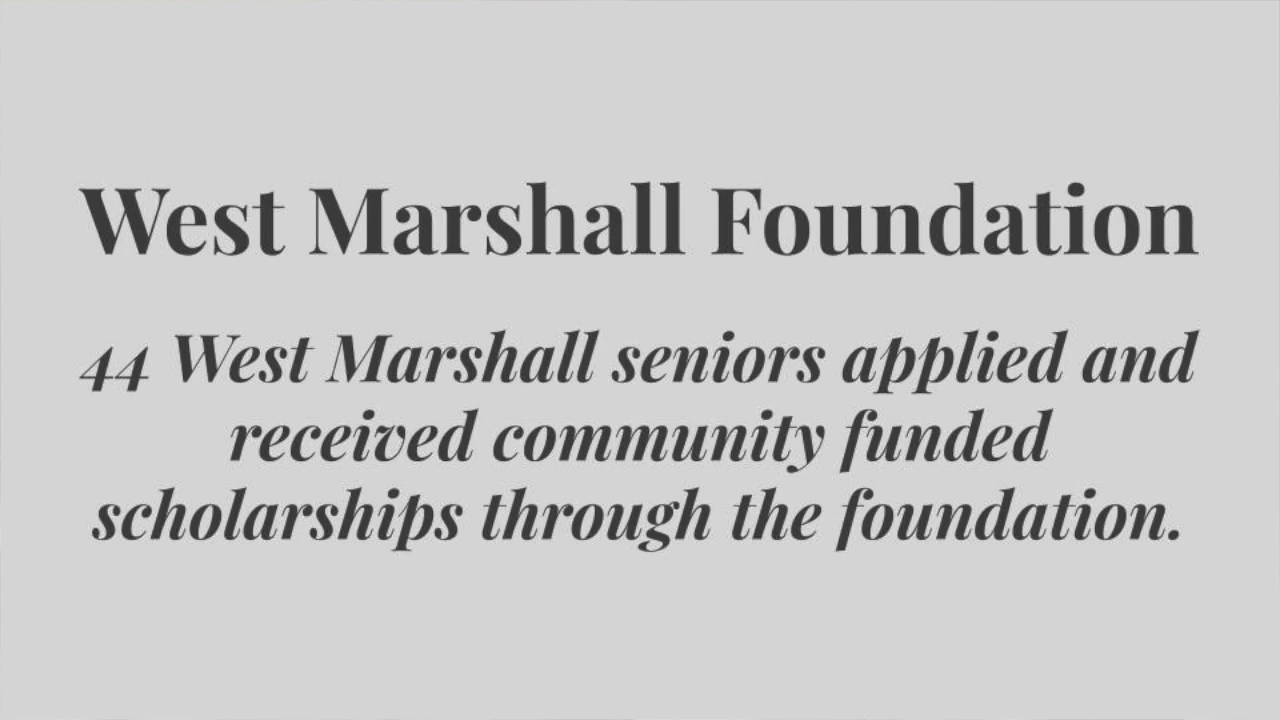 West Marshall Foundation
44 West Marshall seniors applied and
received community funded
scholarships through the foundation.